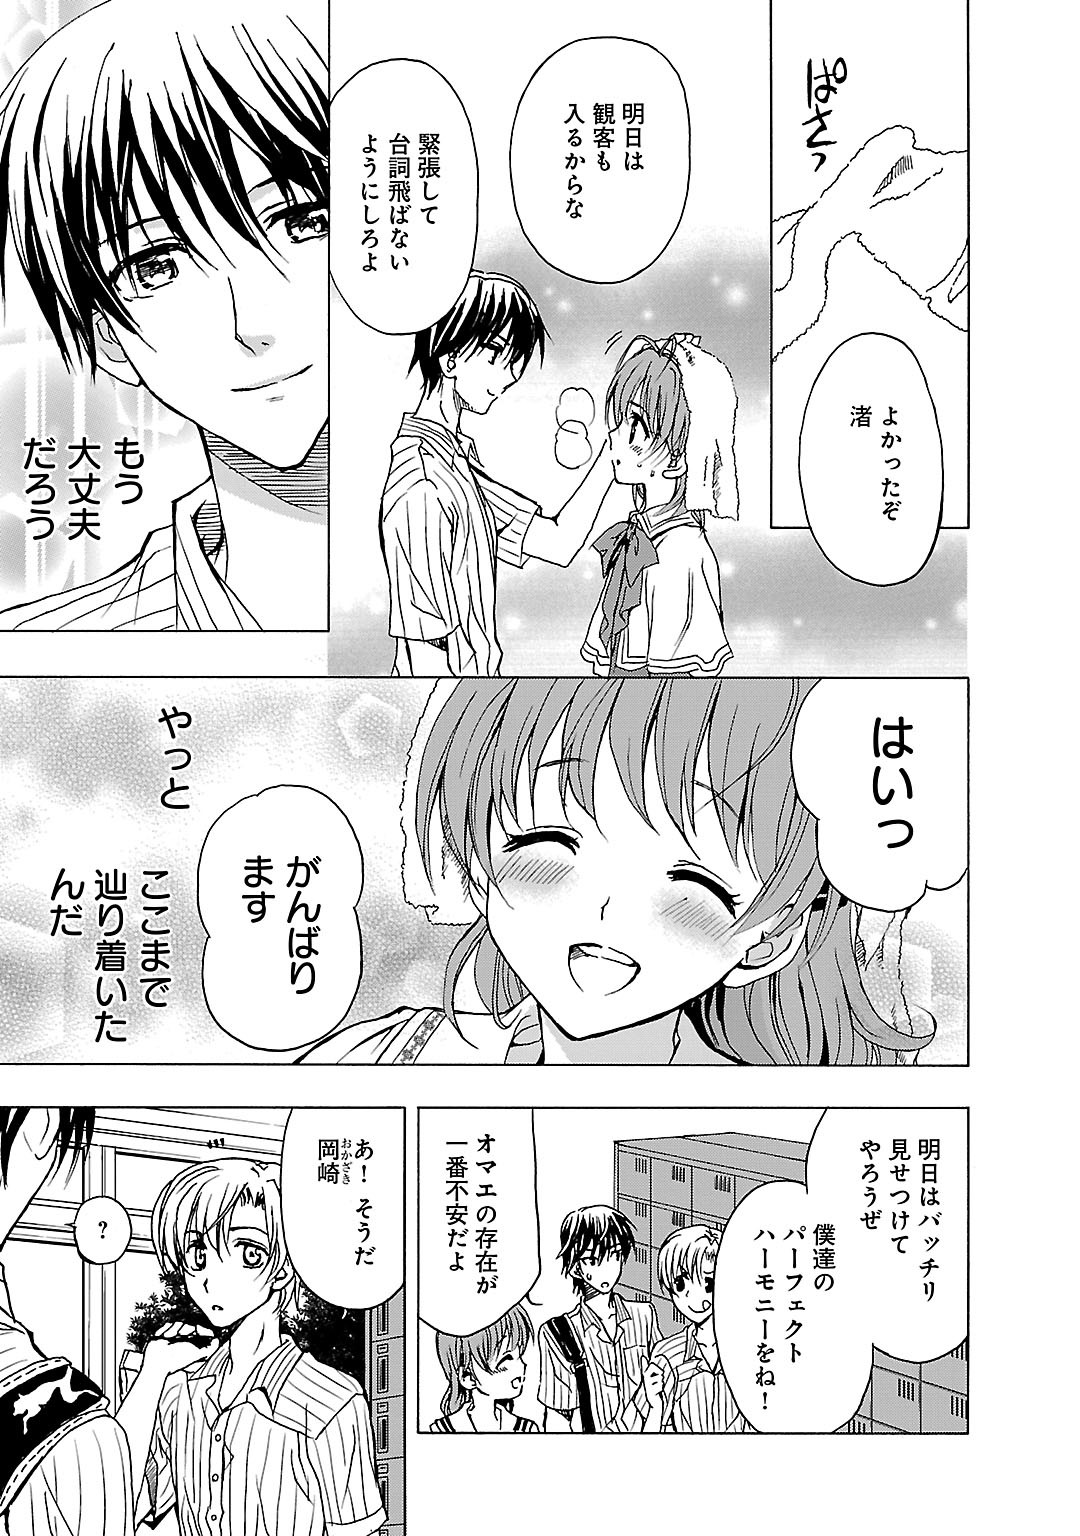 ぱさっ
よかったぞ
渚
明日は
観客も
入るからな
緊張して
台詞飛ばない
ようにしろよ
もう
大丈夫
だろう
はいっ
がんばり
ます
やっと
ここまで
辿り着いた
んだ
明日はバッチリ
見せつけて
やろうぜ
僕達の
パーフェクト
ハーモニーをね！
オマエの存在が
一番不安だよ
あ！そうだ
岡崎
おかざき
？